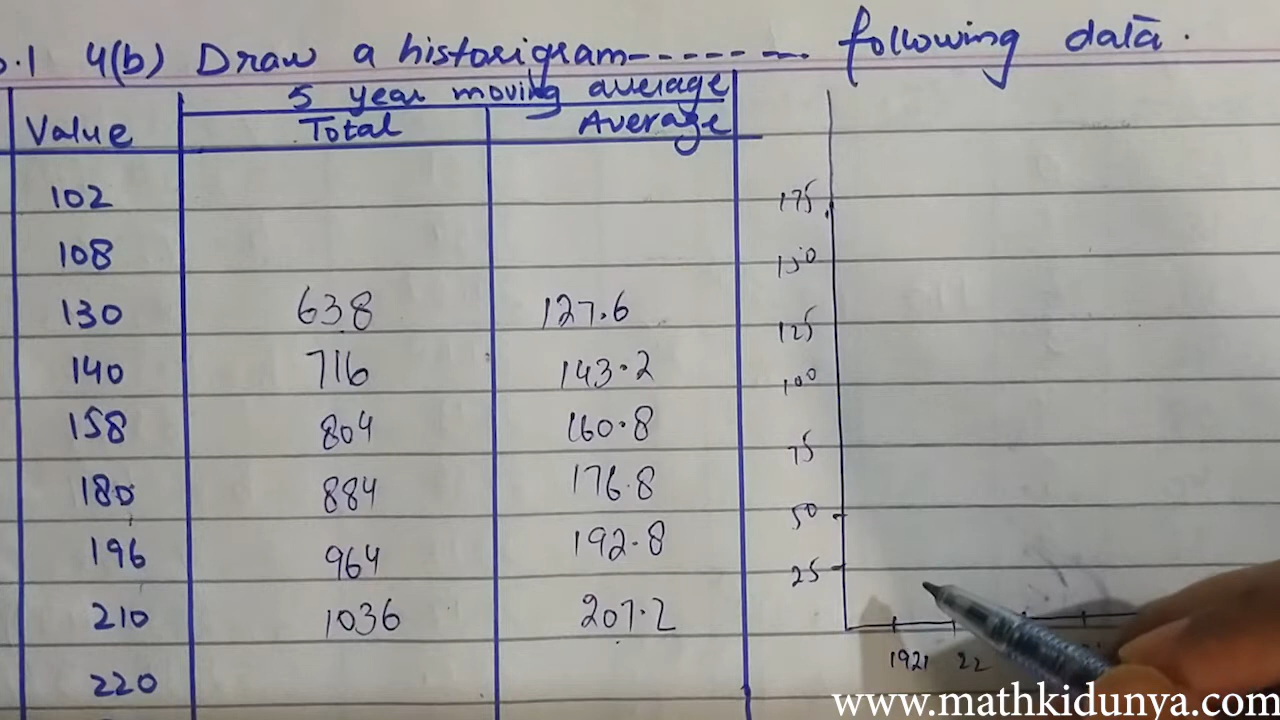 0.1 4(b) Draw a historigram-------- following data.
5 year moving average
Value Total Average
102
108
130 638 127.6
140 716 143.2
158 804 160.8
180 884 176.8
196 964 192.8
210 1036 207.2
220
175
150
125
100
75
50
25
1921 22
www.mathkidunya.com